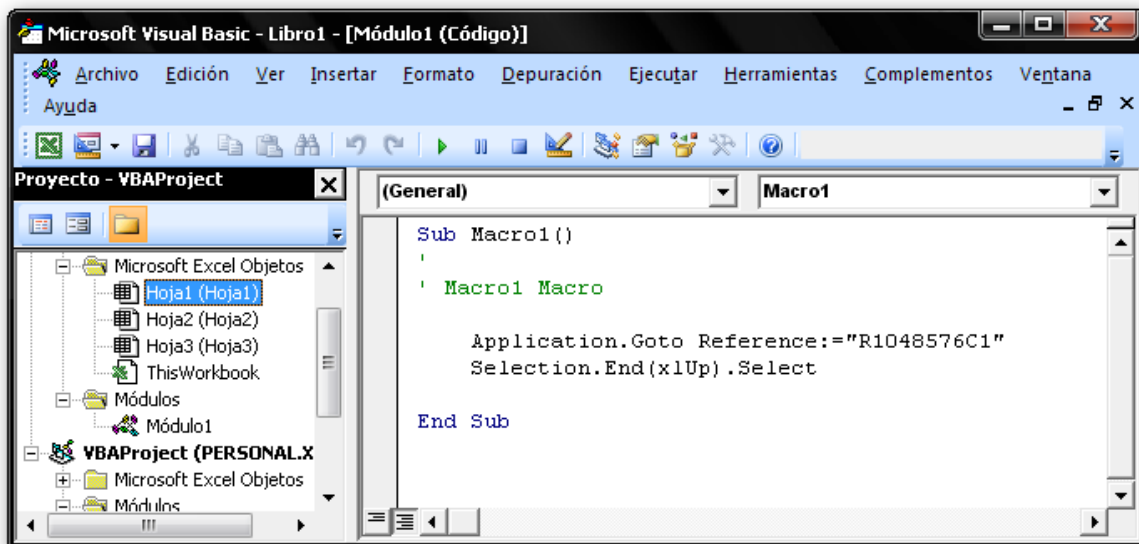 Microsoft Visual Basic - Libro1 - [Módulo1 (Código)]
Archivo Edición Ver Insertar Formato Depuración Ejecutar Herramientas Complementos Ventana
Ayuda
Proyecto - VBAProject
(General) Macro1
Microsoft Excel Objetos
Hoja1 (Hoja1)
Hoja2 (Hoja2)
Hoja3 (Hoja3)
ThisWorkbook
Módulos
Módulo1
VBAProject (PERSONAL.X
Microsoft Excel Objetos
Módulos
Sub Macro1()
'
' Macro1 Macro
Application.Goto Reference:="R1048576C1"
Selection.End(xlUp).Select
End Sub